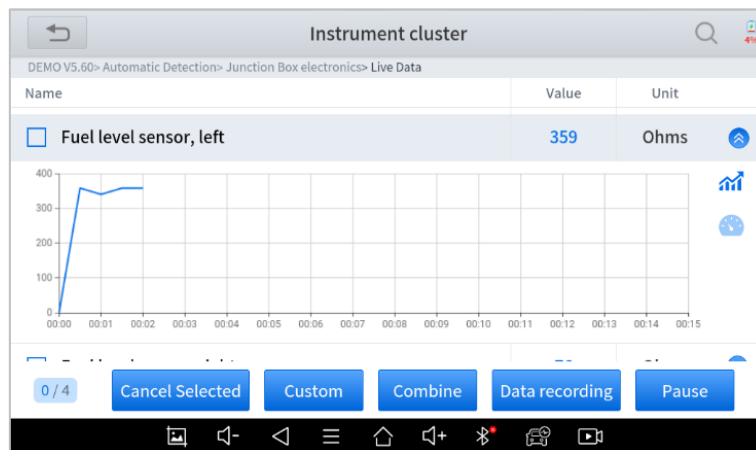 Instrument cluster
4%
DEMO V5.60> Automatic Detection> Junction Box electronics> Live Data
Name Value Unit
Fuel level sensor, left 359 Ohms
400
300
200
100
0
00:00 00:01 00:02 00:03 00:04 00:05 00:06 00:07 00:08 00:09 00:10 00:11 00:12 00:13 00:14 00:15
0 / 4 Cancel Selected Custom Combine Data recording Pause